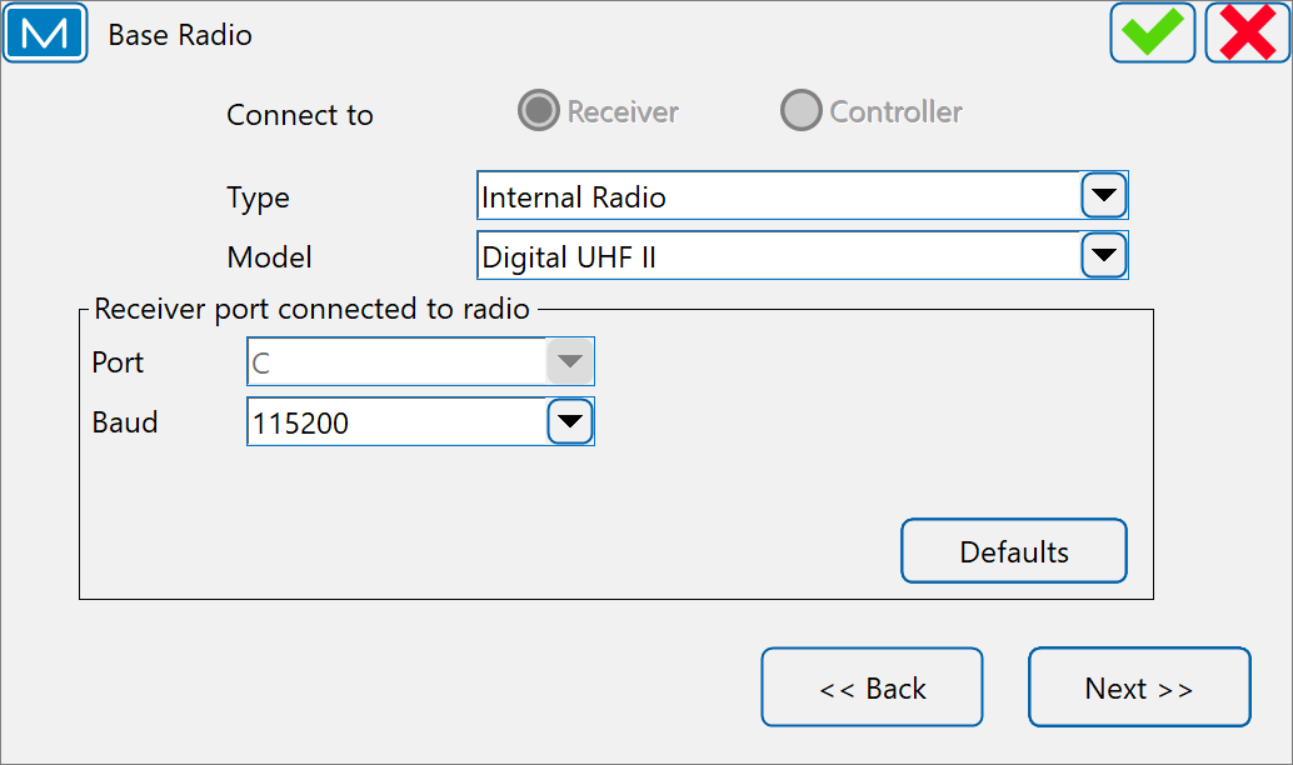 M Base Radio
Connect to Receiver Controller
Type Internal Radio
Model Digital UHF II
Receiver port connected to radio
Port C
Baud 115200
Defaults
<< Back Next >>